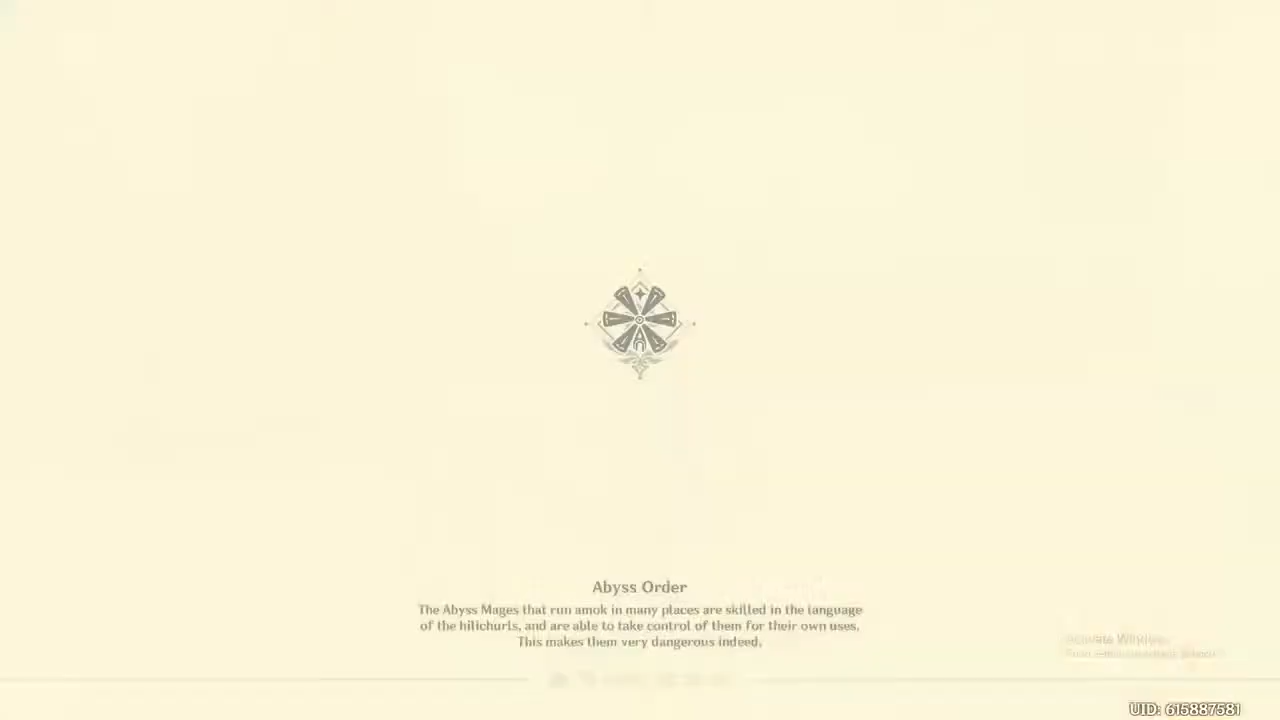 Abyss Order
The Abyss Mages that run amok in many places are skilled in the language
of the hilichurls, and are able to take control of them for their own uses.
This makes them very dangerous indeed.
Activate Windows
UID: 615887581